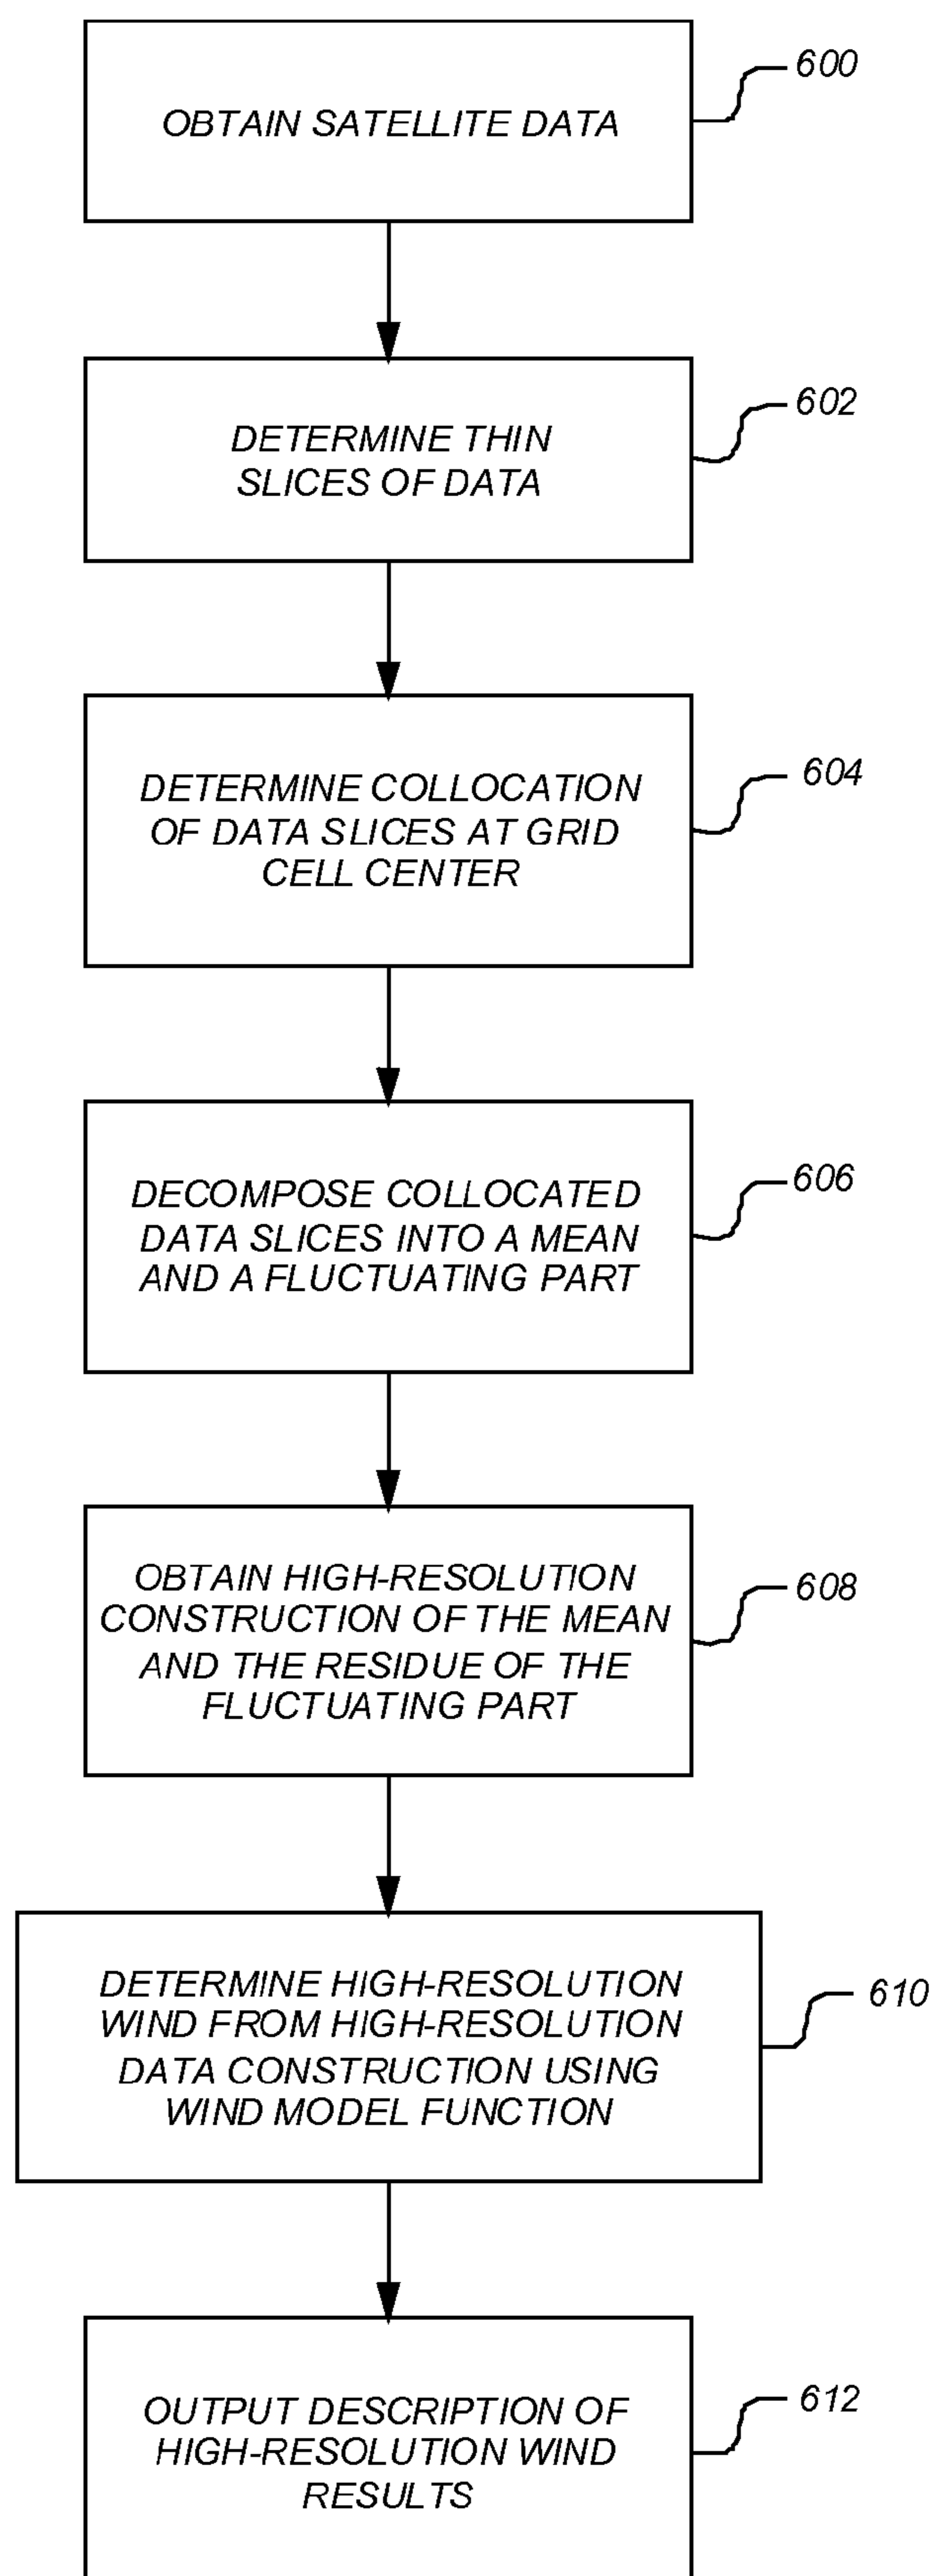 OBTAIN SATELLITE DATA
600
DETERMINE THIN
SLICES OF DATA
602
DETERMINE COLLOCATION
OF DATA SLICES AT GRID
CELL CENTER
604
DECOMPOSE COLLOCATED
DATA SLICES INTO A MEAN
AND A FLUCTUATING PART
606
OBTAIN HIGH-RESOLUTION
CONSTRUCTION OF THE MEAN
AND THE RESIDUE OF THE
FLUCTUATING PART
608
DETERMINE HIGH-RESOLUTION
WIND FROM HIGH-RESOLUTION
DATA CONSTRUCTION USING
WIND MODEL FUNCTION
610
OUTPUT DESCRIPTION OF
HIGH-RESOLUTION WIND
RESULTS
612